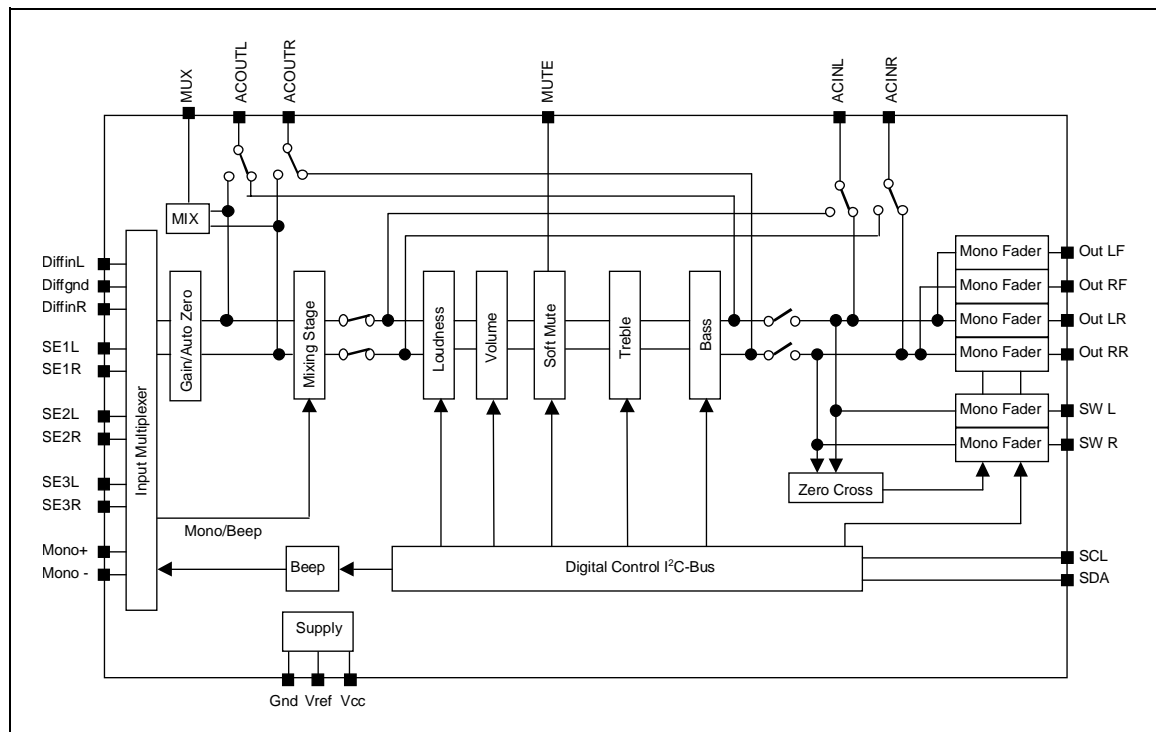 MUX
ACOUTL
ACOUTR
MUTE
ACINL
ACINR
MIX
DiffinL
Diffgnd
DiffinR
SE1L
SE1R
SE2L
SE2R
SE3L
SE3R
Mono+
Mono -
Input Multiplexer
Gain/Auto Zero
Mixing Stage
Loudness
Volume
Soft Mute
Treble
Bass
Mono Fader
Mono Fader
Mono Fader
Mono Fader
Mono Fader
Mono Fader
Out LF
Out RF
Out LR
Out RR
SW L
SW R
Zero Cross
Mono/Beep
Beep
Digital Control I²C-Bus
SCL
SDA
Supply
Gnd
Vref
Vcc